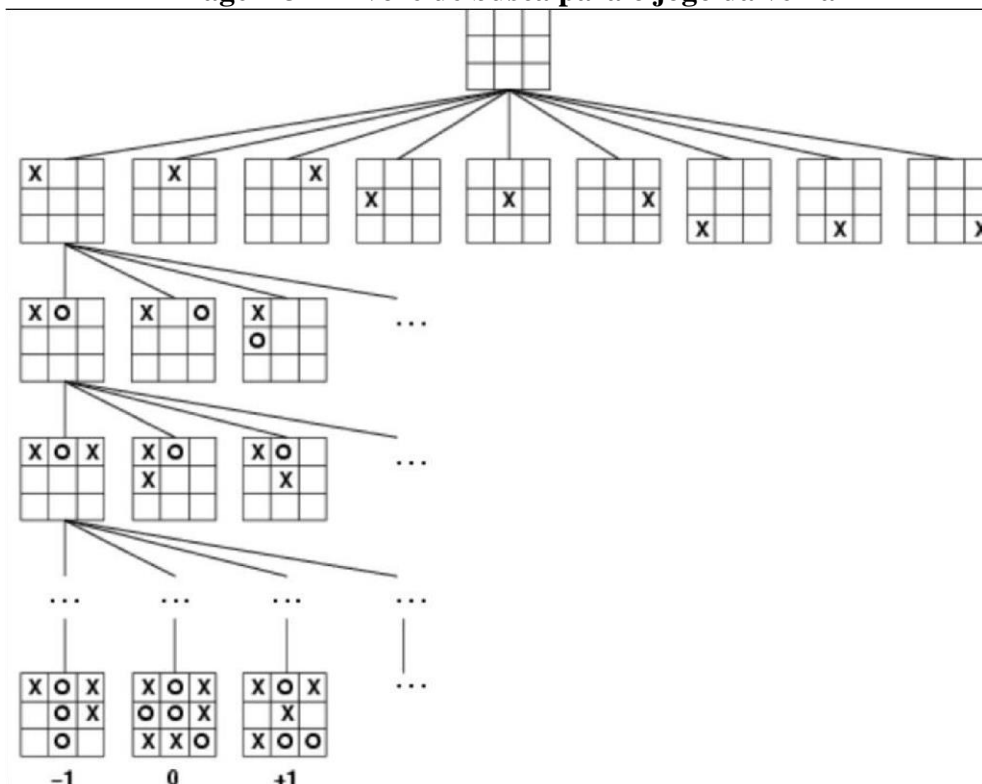 de busca para o jogo da velha
X X X
X X X
X X X
X O X O X
...
O
X O X X O X O
...
X X
... ... ... ...
X O X X O X X O X ...
O X O O X X
O X X O X O O
-1 0 +1